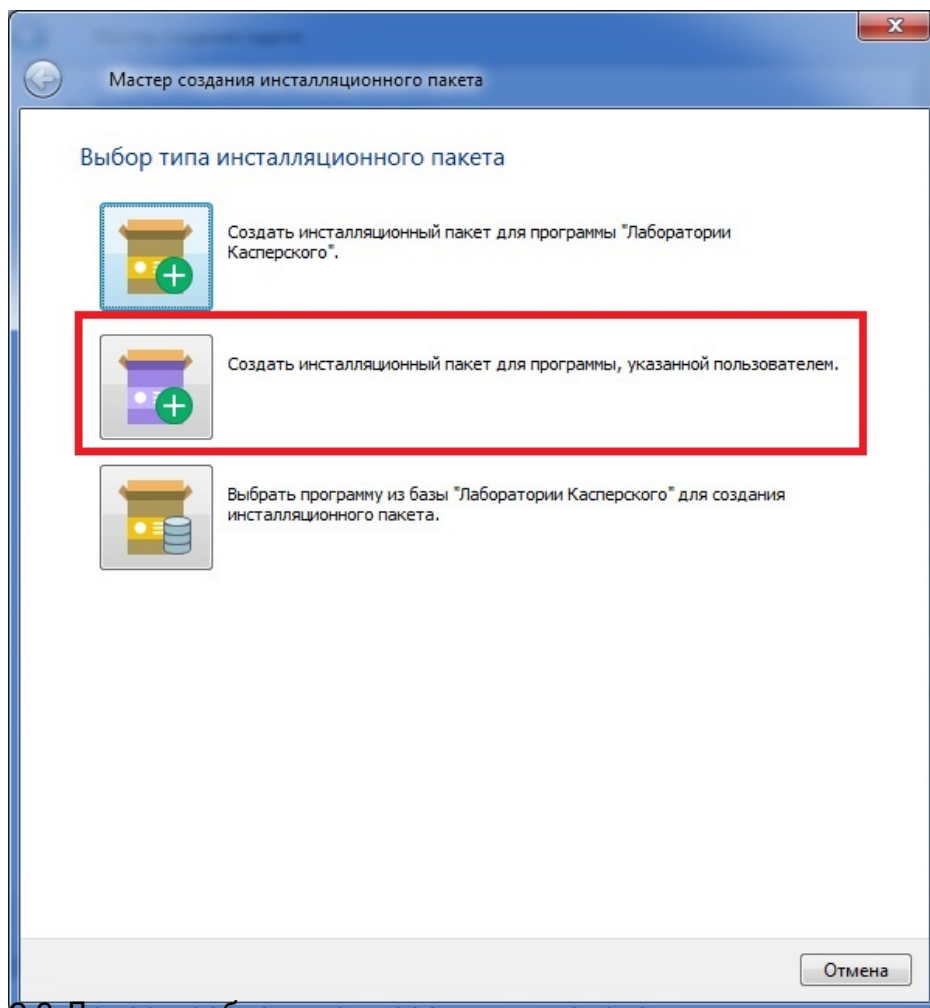 Мастер создания инсталляционного пакета
Выбор типа инсталляционного пакета
Создать инсталляционный пакет для программы "Лаборатории
Касперского".
Создать инсталляционный пакет для программы, указанной пользователем.
Выбрать программу из базы "Лаборатории Касперского" для создания
инсталляционного пакета.
Отмена